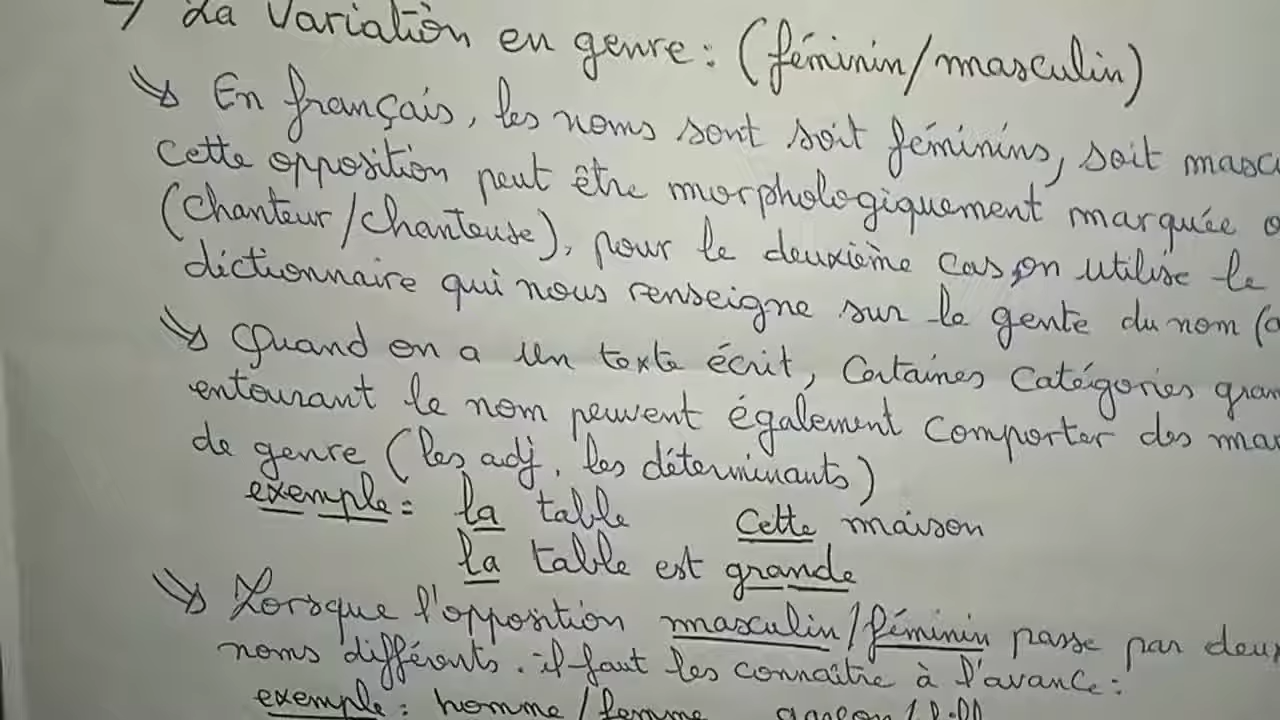 → La Variation en genre : (féminin/masculin)
↘ En français, les noms sont soit féminins, soit mascu
cette opposition peut être morphologiquement marquée o
(chanteur/chanteuse), pour le deuxième cas, on utilise le
dictionnaire qui nous renseigne sur le gente du nom (
↘ Quand on a un texte écrit, Certaines catégories gram
entourant le nom peuvent également comporter des mar
de genre (les adj, les déterminants)
exemple : la table cette maison
la table est grande
↘ Lorsque l'opposition masculin/féminin passe par deux
noms différents. il faut les connaître à l'avance :
exemple : homme/femme garçon/